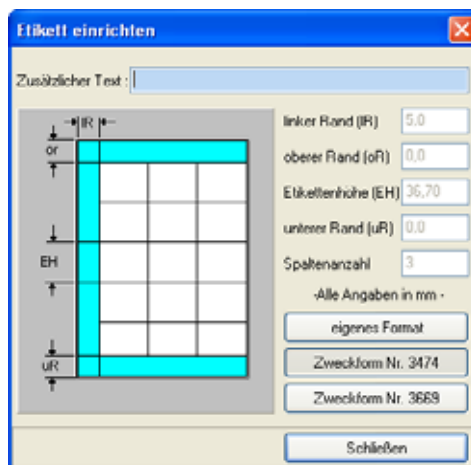 Etikett einrichten
Zusätzlicher Text :
lR
or
EH
uR
linker Rand (lR) 5.0
oberer Rand (oR) 0,0
Etikettenhöhe (EH) 36,70
unterer Rand (uR) 0.0
Spaltenanzahl 3
-Alle Angaben in mm -
eigenes Format
Zweckform Nr. 3474
Zweckform Nr. 3669
Schließen